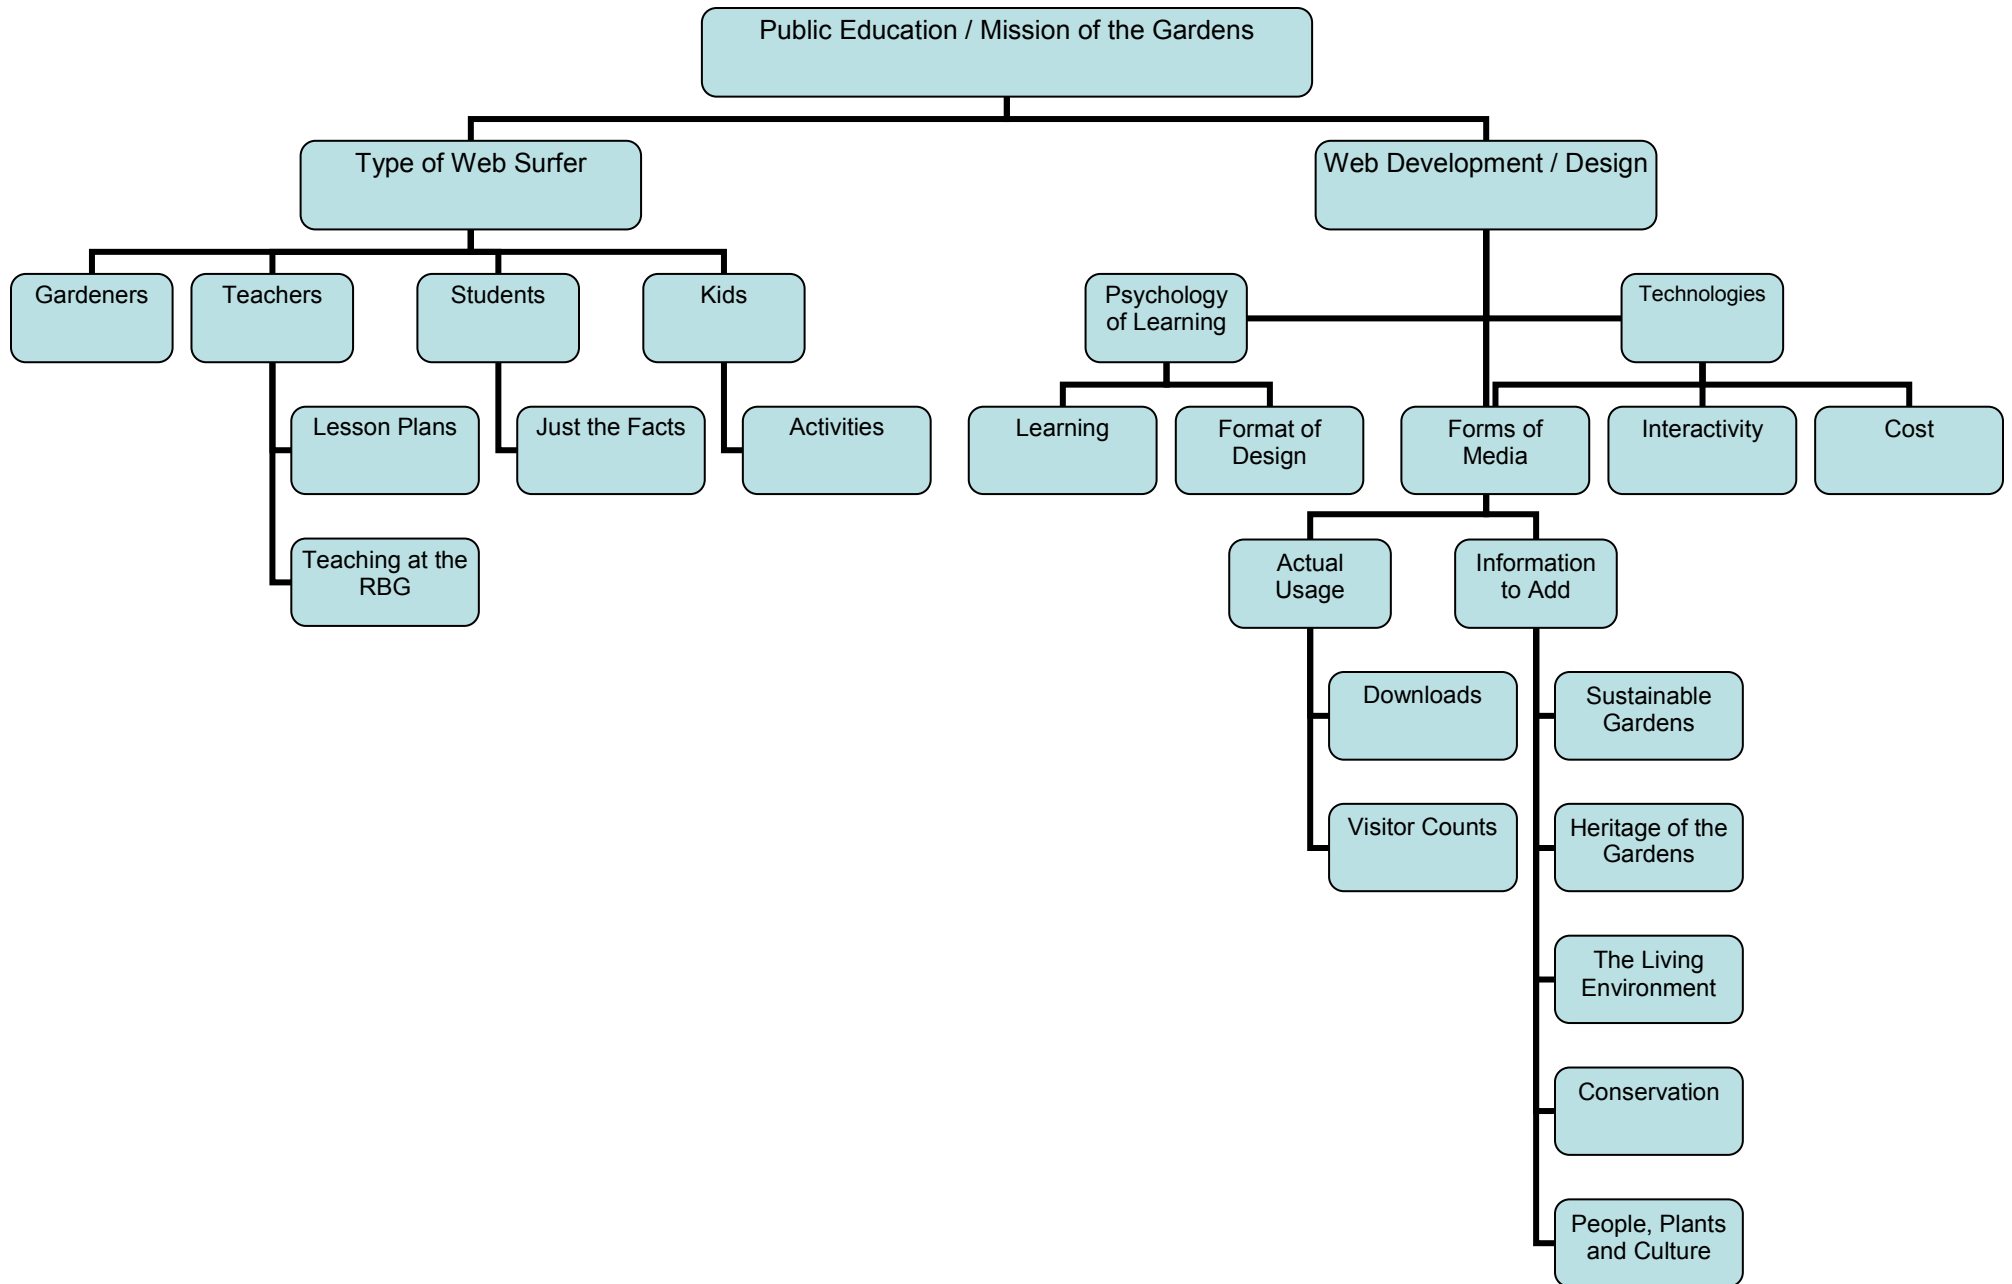 Public Education / Mission of the Gardens
Type of Web Surfer
Web Development / Design
Gardeners
Teachers
Students
Kids
Psychology
of Learning
Technologies
Lesson Plans
Just the Facts
Activities
Learning
Format of
Design
Forms of
Media
Interactivity
Cost
Teaching at the
RBG
Actual
Usage
Information
to Add
Downloads
Sustainable
Gardens
Visitor Counts
Heritage of the
Gardens
The Living
Environment
Conservation
People, Plants
and Culture